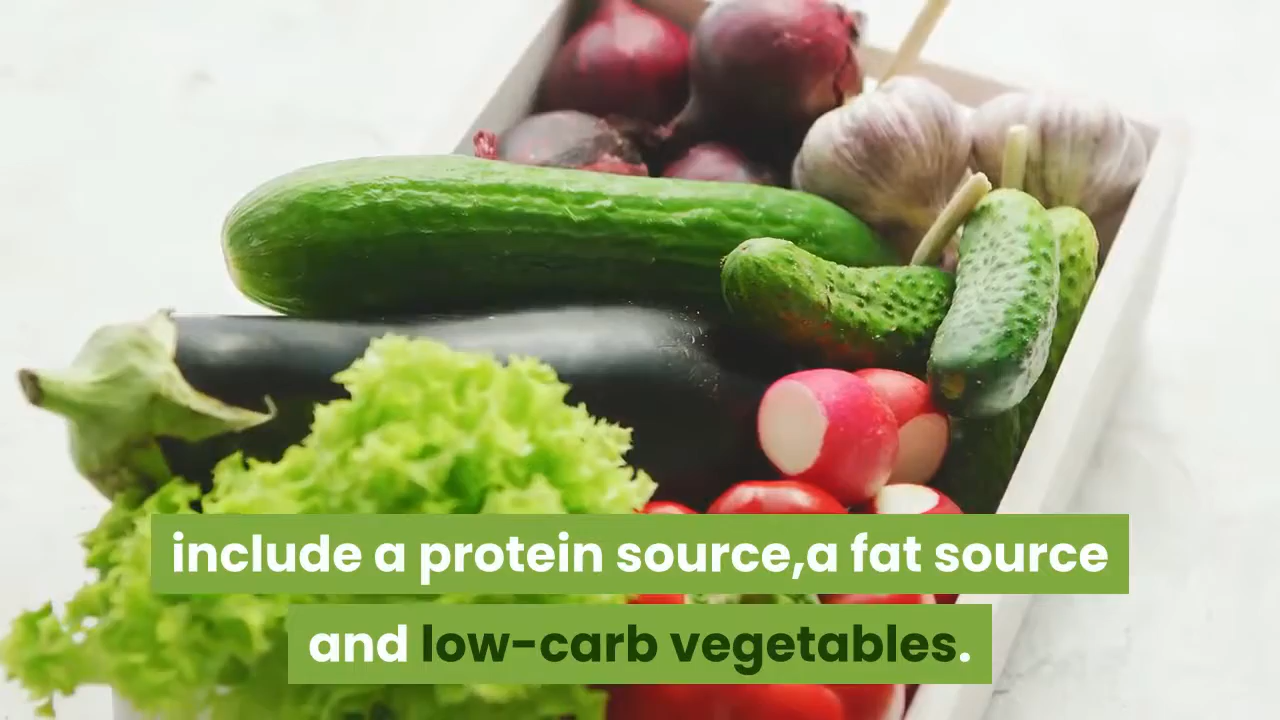 include a protein source,a fat source
and low-carb vegetables.